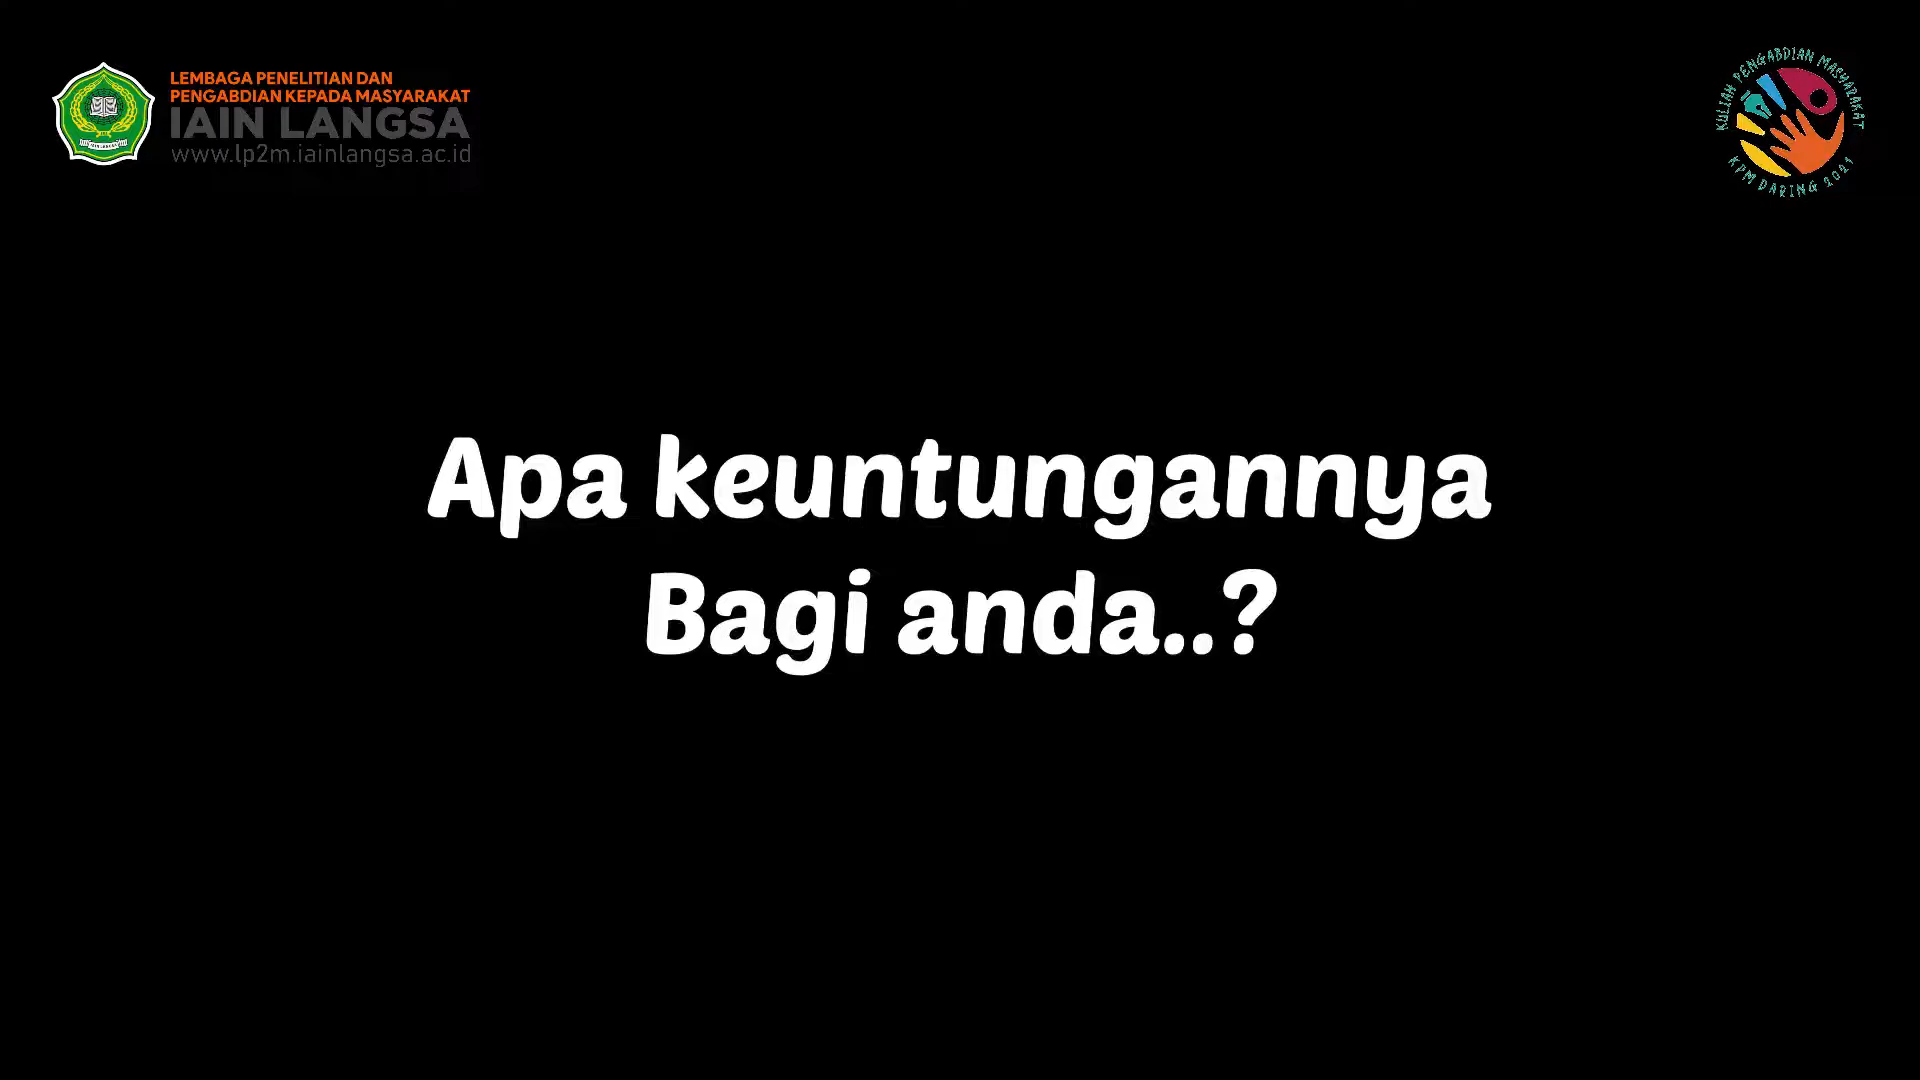 LEMBAGA PENELITIAN DAN
PENGABDIAN KEPADA MASYARAKAT
IAIN LANGSA
www.lp2m.iainlangsa.ac.id
KULIAH PENGABDIAN MASYARAKAT
KPM DARING 2021
Apa keuntungannya
Bagi anda..?